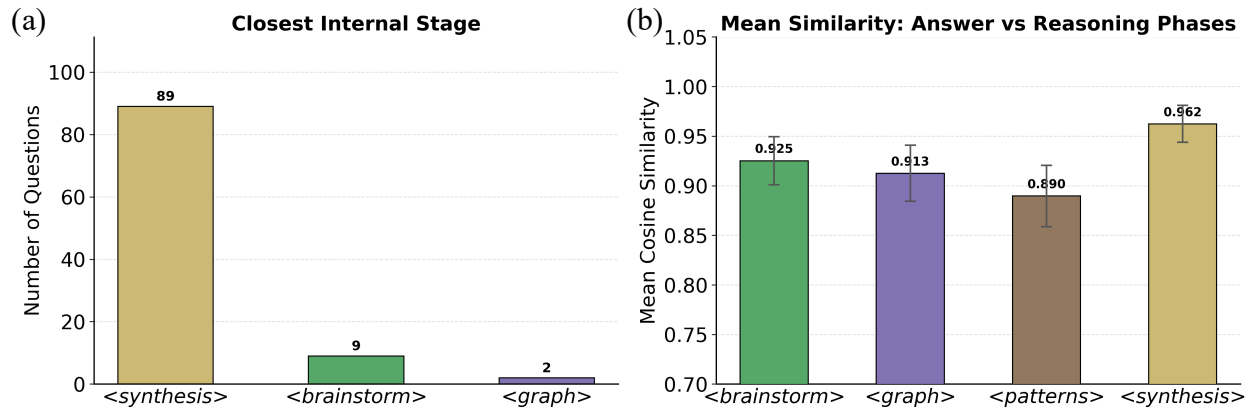 (a)
Closest Internal Stage
Number of Questions
100
80
60
40
20
0
89
9
2
<synthesis>
<brainstorm>
<graph>
(b)
Mean Similarity: Answer vs Reasoning Phases
Mean Cosine Similarity
1.05
1.00
0.95
0.90
0.85
0.80
0.75
0.70
0.925
0.913
0.890
0.962
<brainstorm>
<graph>
<patterns>
<synthesis>